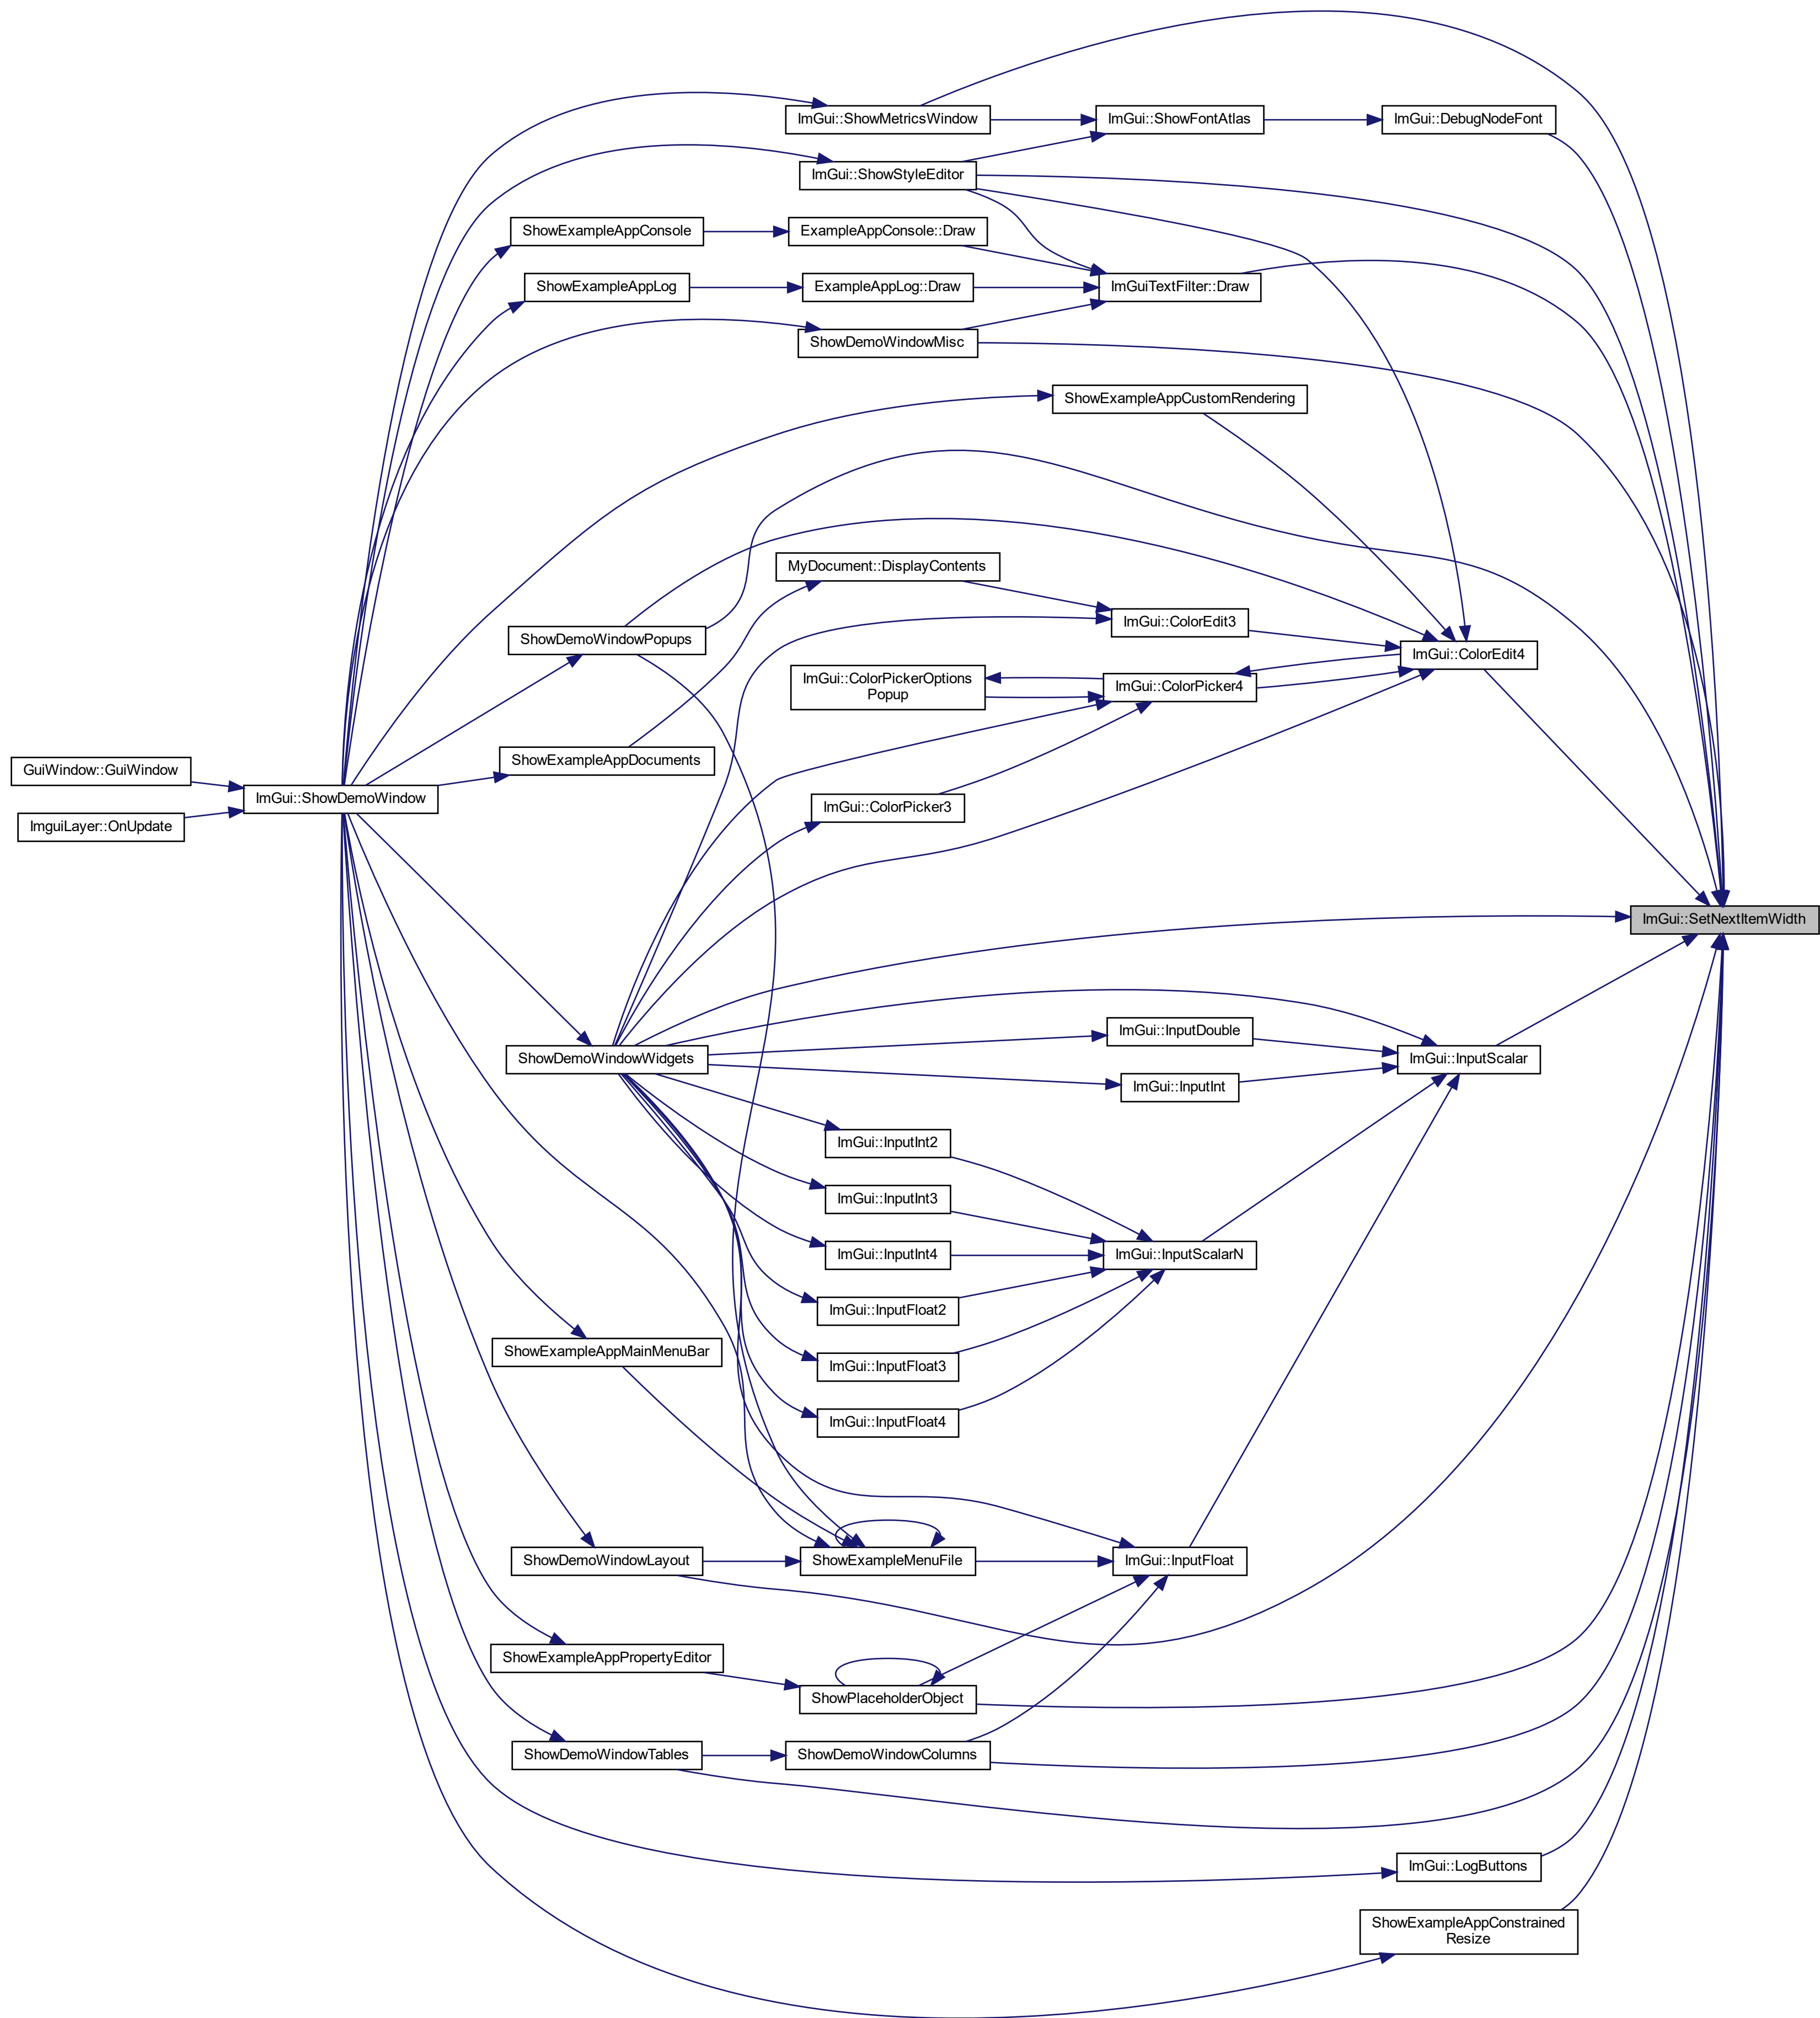 ImGui::ShowMetricsWindow
ImGui::ShowFontAtlas
ImGui::DebugNodeFont
ImGui::ShowStyleEditor
ShowExampleAppConsole
ExampleAppConsole::Draw
ShowExampleAppLog
ExampleAppLog::Draw
ImGuiTextFilter::Draw
ShowDemoWindowMisc
ShowExampleAppCustomRendering
MyDocument::DisplayContents
ImGui::ColorEdit3
ShowDemoWindowPopups
ImGui::ColorEdit4
ImGui::ColorPickerOptions
Popup
ImGui::ColorPicker4
ShowExampleAppDocuments
GuiWindow::GuiWindow
ImGui::ShowDemoWindow
ImGui::ColorPicker3
ImguiLayer::OnUpdate
ImGui::SetNextItemWidth
ImGui::InputDouble
ShowDemoWindowWidgets
ImGui::InputScalar
ImGui::InputInt
ImGui::InputInt2
ImGui::InputInt3
ImGui::InputInt4
ImGui::InputScalarN
ImGui::InputFloat2
ShowExampleAppMainMenuBar
ImGui::InputFloat3
ImGui::InputFloat4
ShowDemoWindowLayout
ShowExampleMenuFile
ImGui::InputFloat
ShowExampleAppPropertyEditor
ShowPlaceholderObject
ShowDemoWindowTables
ShowDemoWindowColumns
ImGui::LogButtons
ShowExampleAppConstrained
Resize